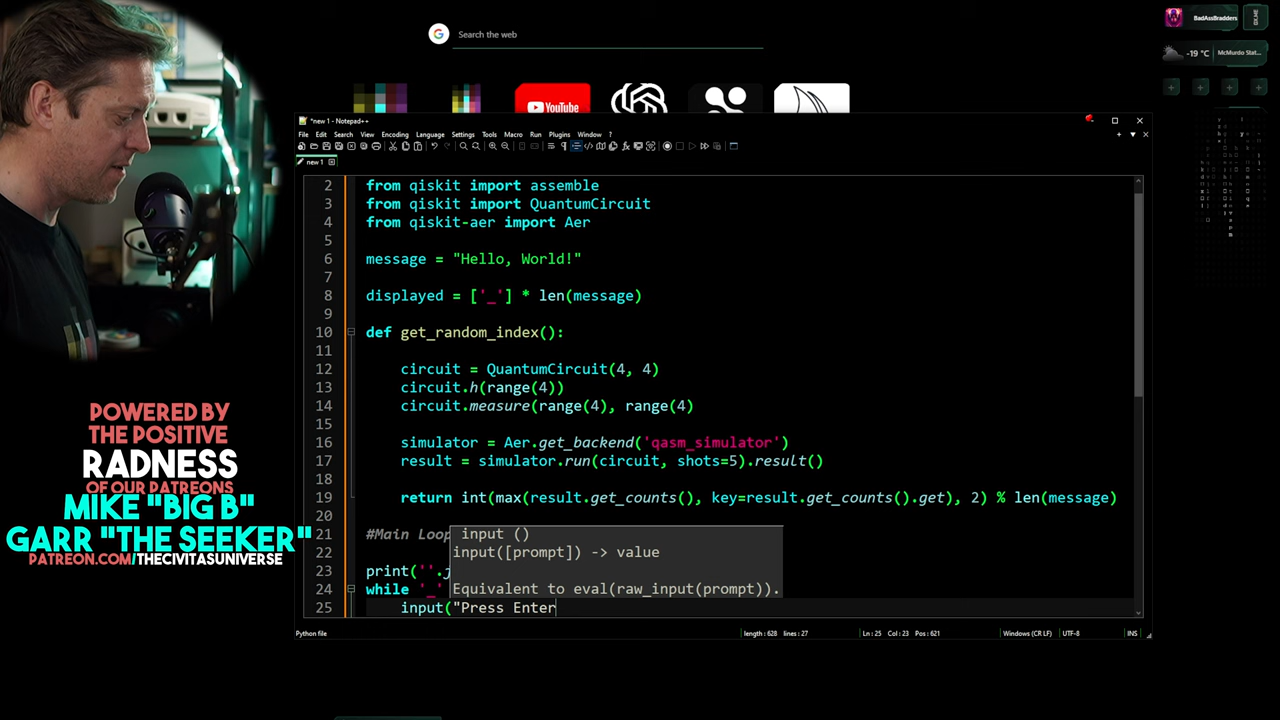 Search the web
BadAssBradders
-19 °C
McMurdo Stat...
YouTube
*new 1 - Notepad++
File Edit Search View Encoding Language Settings Tools Macro Run Plugins Window ?
new 1
2 from qiskit import assemble
3 from qiskit import QuantumCircuit
4 from qiskit-aer import Aer
5
6 message = "Hello, World!"
7
8 displayed = ['_'] * len(message)
9
10 def get_random_index():
11
12 circuit = QuantumCircuit(4, 4)
13 circuit.h(range(4))
14 circuit.measure(range(4), range(4)
15
16 simulator = Aer.get_backend('qasm_simulator')
17 result = simulator.run(circuit, shots=5).result()
18
19 return int(max(result.get_counts(), key=result.get_counts().get), 2) % len(message)
20
21 #Main Loop
22
23 print(''.j
24 while '_'
25 input("Press Enter
input ()
input([prompt]) -> value
Equivalent to eval(raw_input(prompt)).
Python file
length : 628 lines : 27
Ln : 25 Col : 23 Pos : 621
Windows (CR LF)
UTF-8
INS
POWERED BY
THE POSITIVE
RADNESS
OF OUR PATREONS
MIKE "BIG B"
GARR "THE SEEKER"
PATREON.COM/THECIVITASUNIVERSE